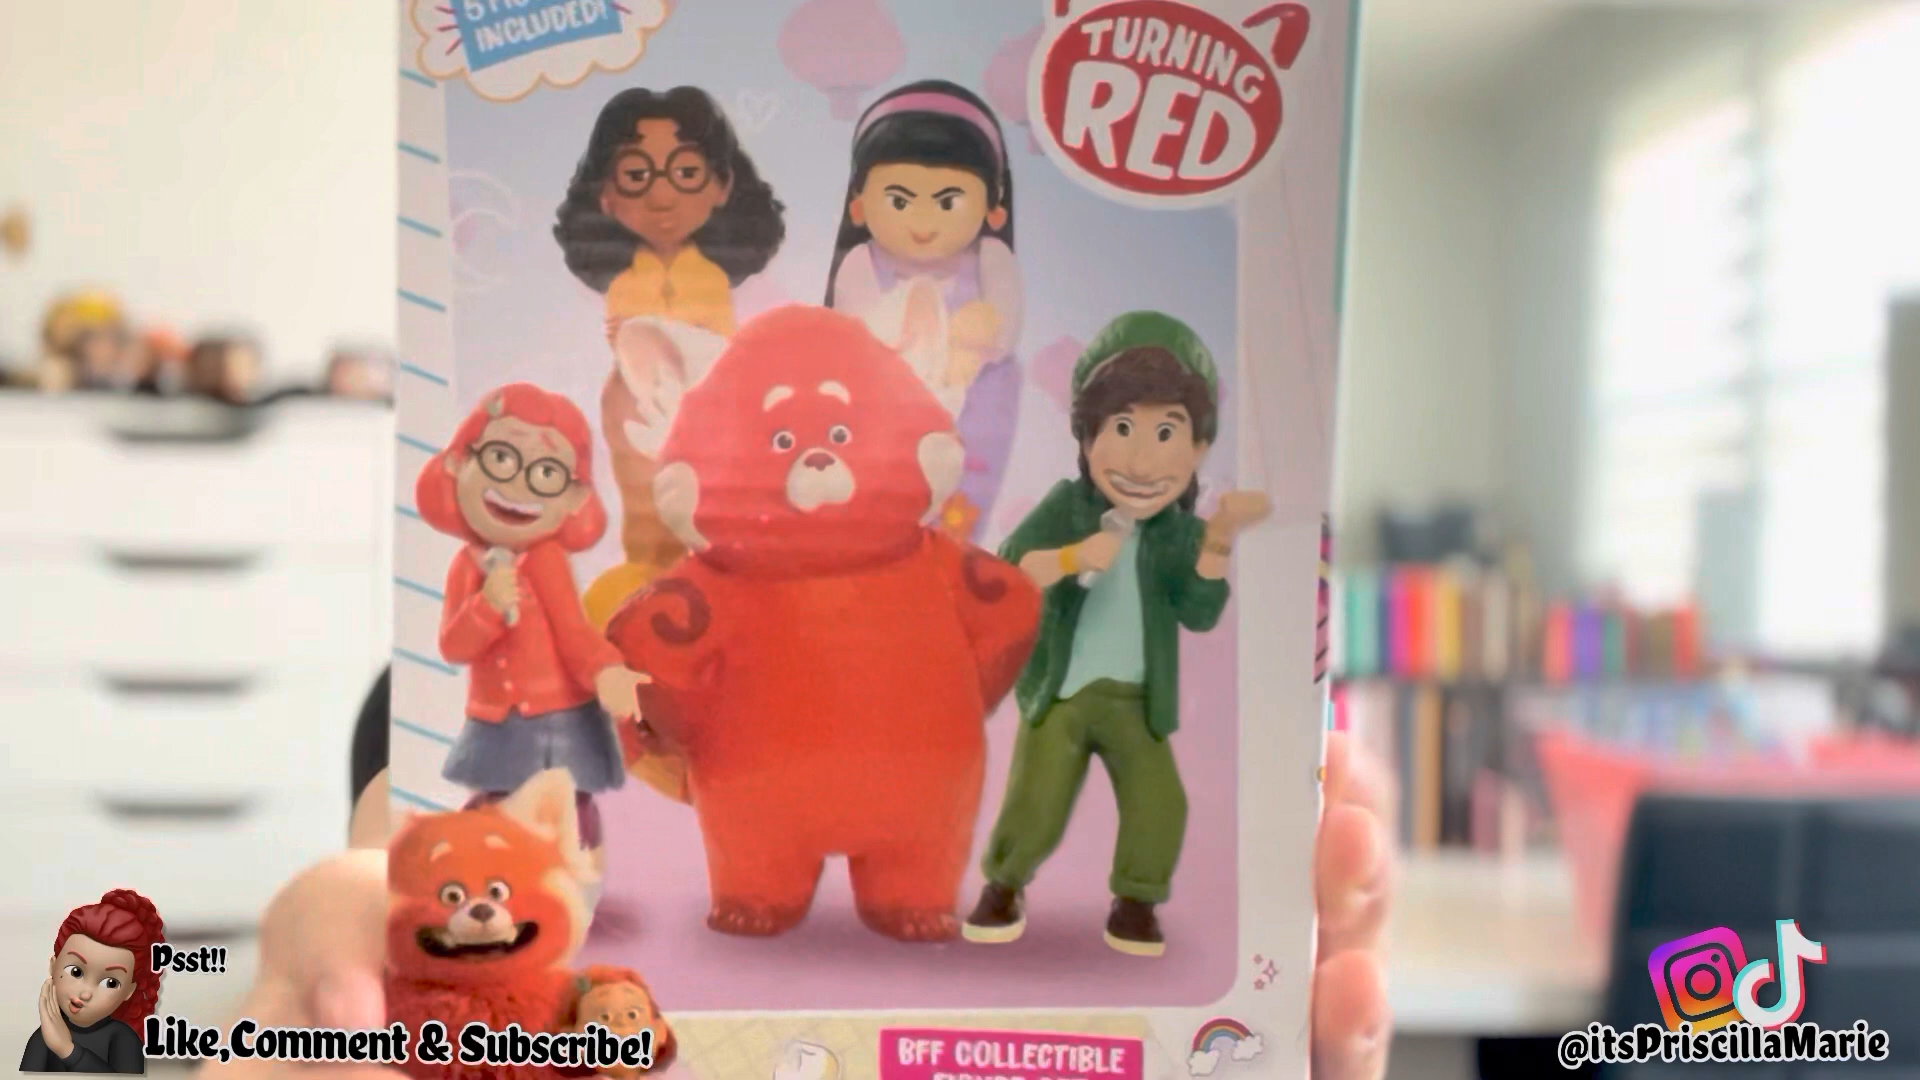 INCLUDED!
TURNING
RED
Psst!!
Like,Comment & Subscribe!
BFF COLLECTIBLE
@itsPriscillaMarie